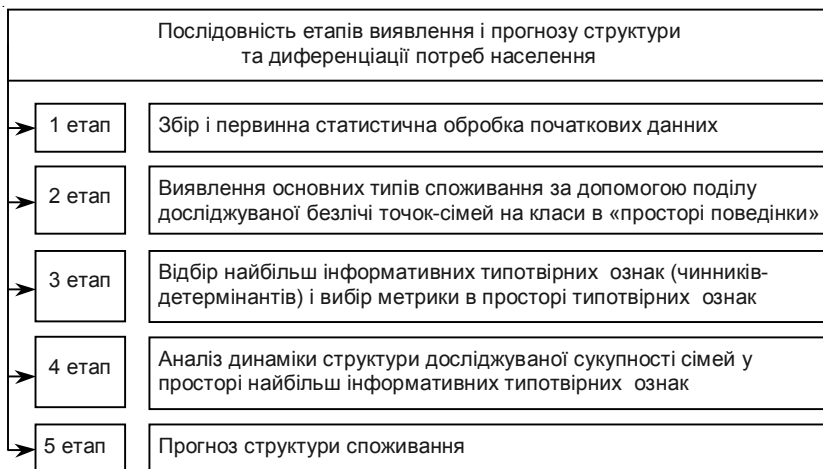 Послідовність етапів виявлення і прогнозу структури
та диференціації потреб населення
1 етап
Збір і первинна статистична обробка початкових данних
2 етап
Виявлення основних типів споживання за допомогою поділу
досліджуваної безлічі точок-сімей на класи в «просторі поведінки»
3 етап
Відбір найбільш інформативних типотвірних ознак (чинників-
детермінантів) і вибір метрики в просторі типотвірних ознак
4 етап
Аналіз динаміки структури досліджуваної сукупності сімей у
просторі найбільш інформативних типотвірних ознак
5 етап
Прогноз структури споживання